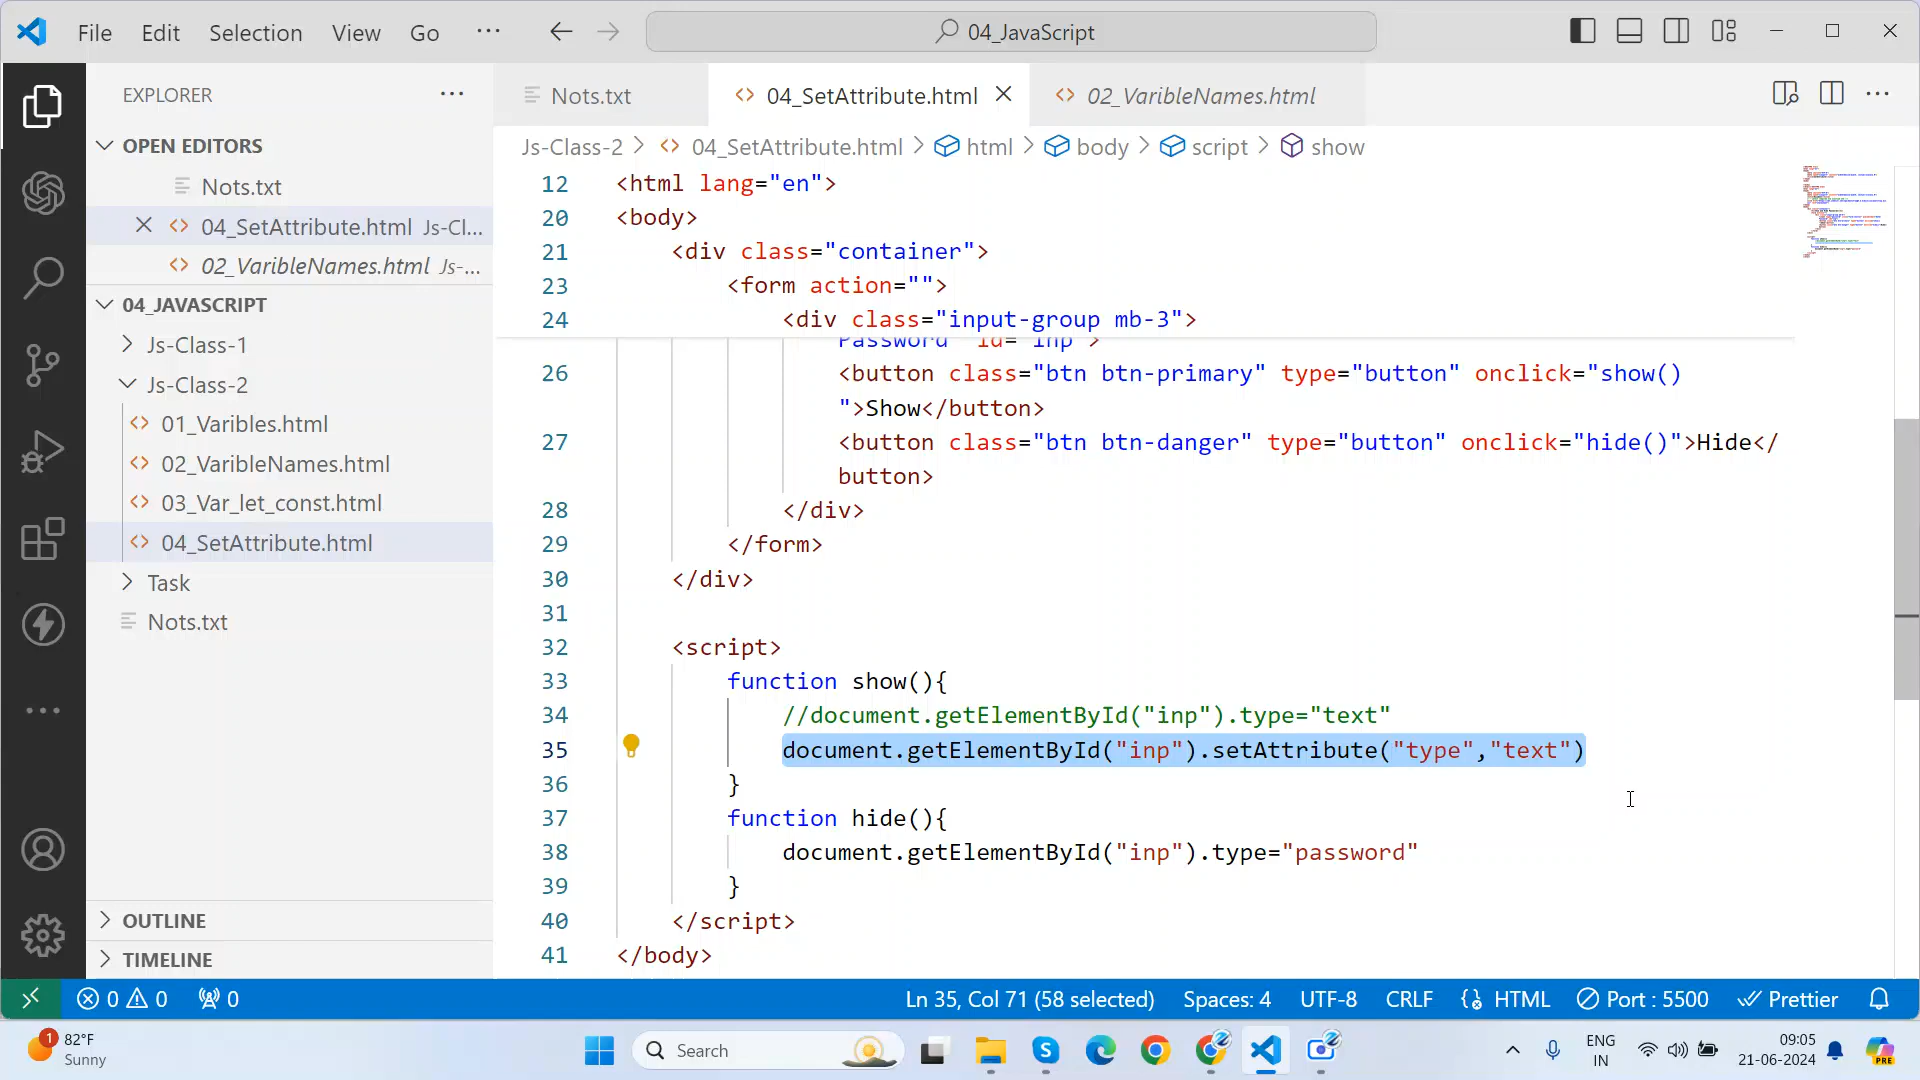 File Edit Selection View Go ··· 04_JavaScript
EXPLORER ···
OPEN EDITORS
Nots.txt
04_SetAttribute.html Js-Cl...
02_VaribleNames.html Js-...
04_JAVASCRIPT
Js-Class-1
Js-Class-2
01_Varibles.html
02_VaribleNames.html
03_Var_let_const.html
04_SetAttribute.html
Task
Nots.txt
OUTLINE
TIMELINE
Nots.txt 04_SetAttribute.html 02_VaribleNames.html
Js-Class-2 > 04_SetAttribute.html > html > body > script > show
12 <html lang="en">
20 <body>
21 <div class="container">
23 <form action="">
24 <div class="input-group mb-3">
Password" id="inp">
26 <button class="btn btn-primary" type="button" onclick="show()
">Show</button>
27 <button class="btn btn-danger" type="button" onclick="hide()">Hide</
button>
28 </div>
29 </form>
30 </div>
31
32 <script>
33 function show(){
34 //document.getElementById("inp").type="text"
35 document.getElementById("inp").setAttribute("type","text")
36 }
37 function hide(){
38 document.getElementById("inp").type="password"
39 }
40 </script>
41 </body>
0 0 0 Ln 35, Col 71 (58 selected) Spaces: 4 UTF-8 CRLF HTML Port : 5500 Prettier
1 82°F
Sunny
Search
ENG
IN
09:05
21-06-2024
PRE